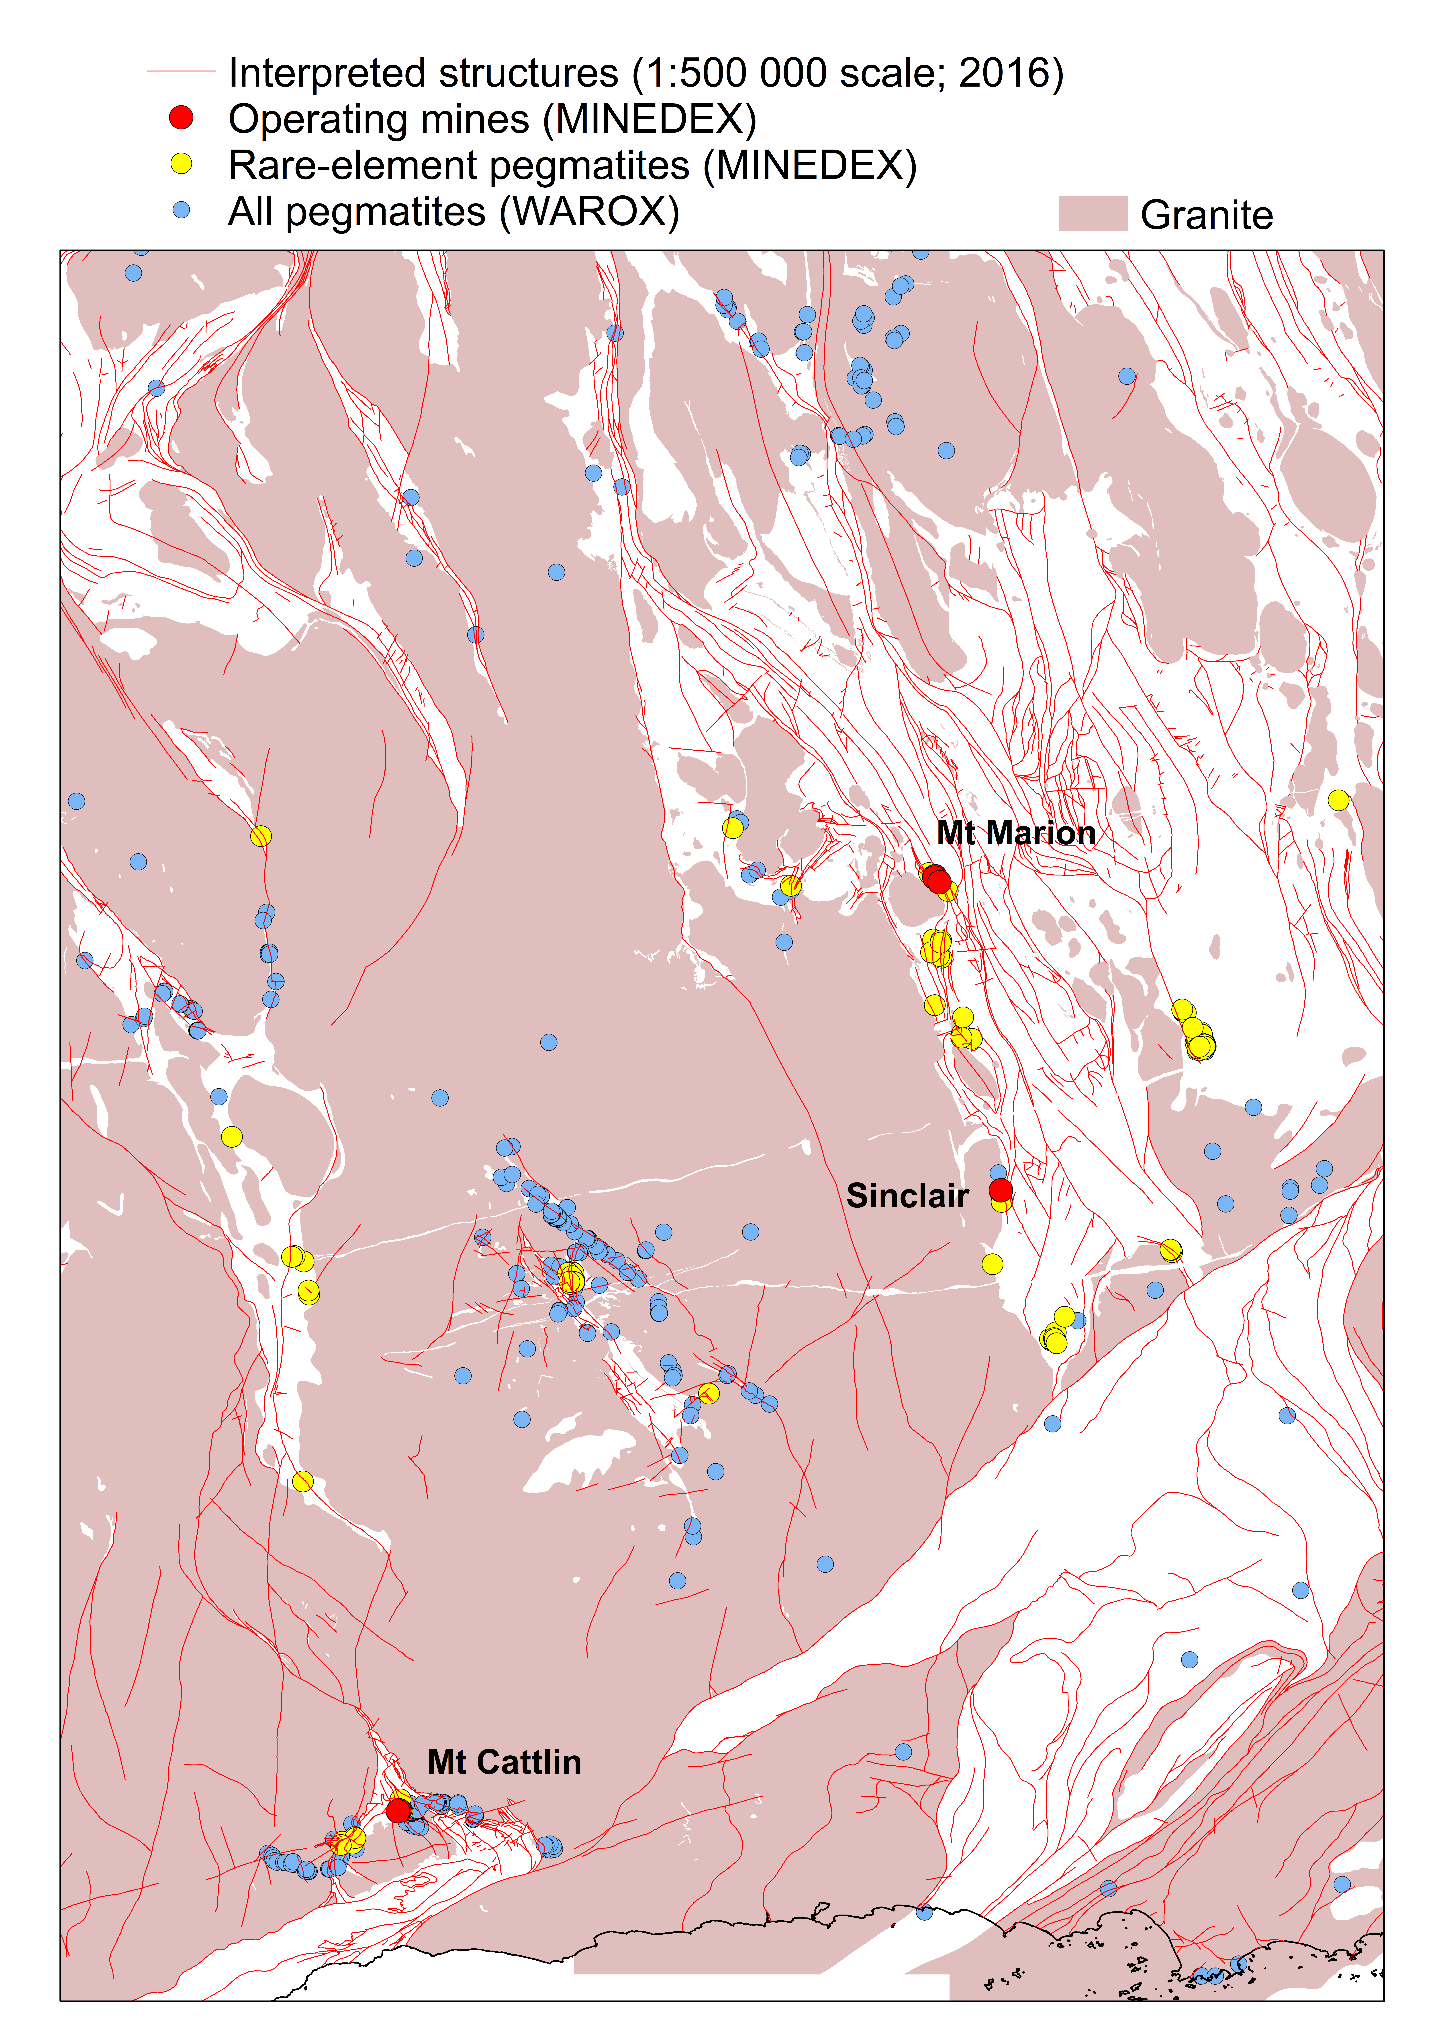 Interpreted structures (1:500 000 scale; 2016)
Operating mines (MINEDEX)
Rare-element pegmatites (MINEDEX)
All pegmatites (WAROX)
Granite
Mt Marion
Sinclair
Mt Cattlin